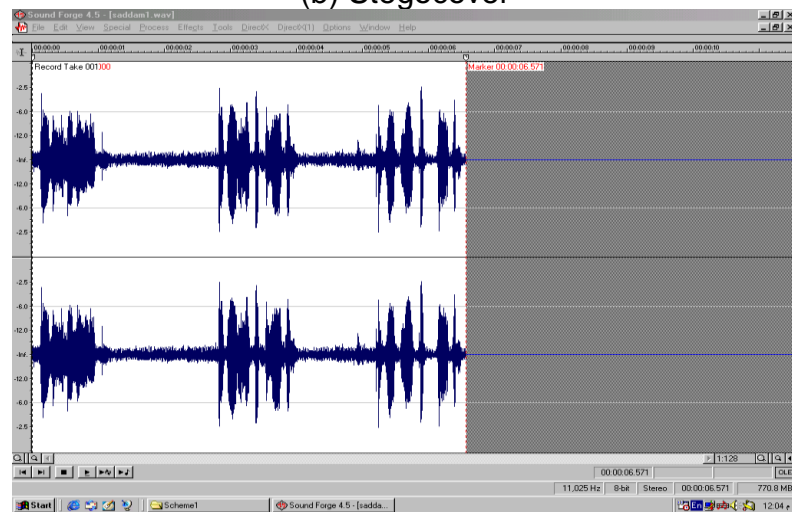 (b) Stegocover
Sound Forge 4.5 - [saddam1.wav]
File Edit View Special Process Effects Tools DirectX DirectX(1) Options Window Help
,00:00:00 ,00:00:01 ,00:00:02 ,00:00:03 ,00:00:04 ,00:00:05 ,00:00:06 ,00:00:07 ,00:00:08 ,00:00:09 ,00:00:10
Record Take 001
Marker 00:00:06.571
-2.5
-6.0
-12.0
-Inf.
-12.0
-6.0
-2.5
-2.5
-6.0
-12.0
-Inf.
-12.0
-6.0
-2.5
1:128
00:00:06.571
11,025 Hz 8-bit Stereo 00:00:06.571 770.8 MB
Start Scheme1 Sound Forge 4.5 - [sadda... En 12:04 م